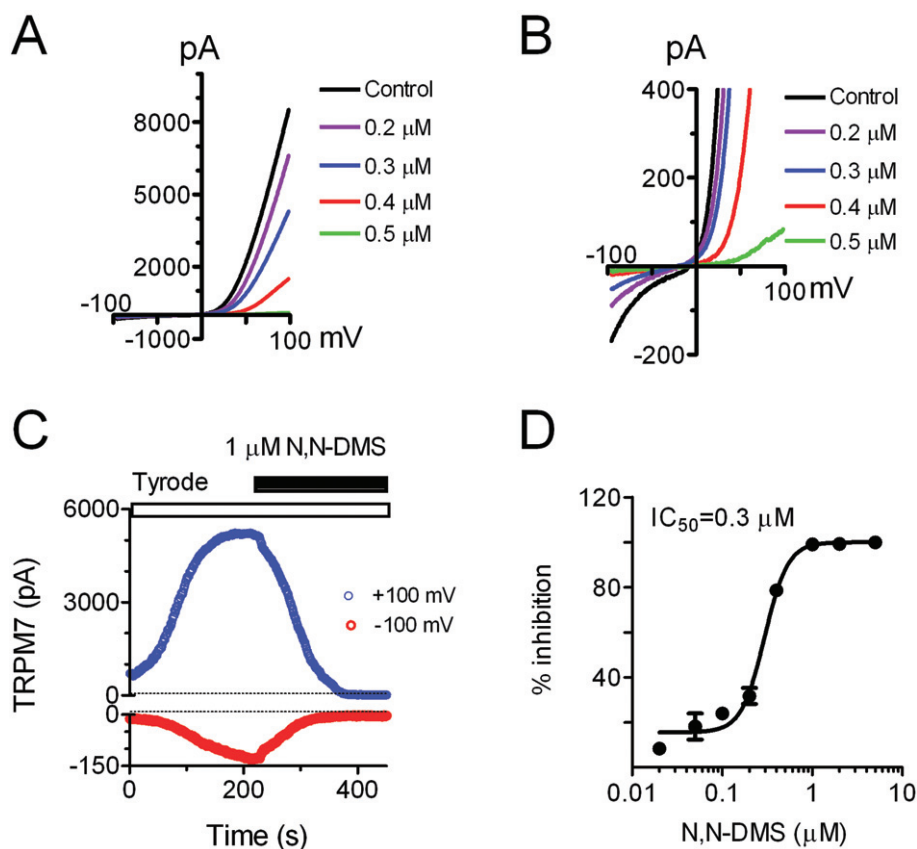 A
pA
8000
5000
2000
-100
-1000
100 mV
Control
0.2 μM
0.3 μM
0.4 μM
0.5 μM
B
pA
400
200
-100
100 mV
-200
Control
0.2 μM
0.3 μM
0.4 μM
0.5 μM
C
1 μM N,N-DMS
Tyrode
6000
3000
0
0
-150
TRPM7 (pA)
+100 mV
-100 mV
0 200 400
Time (s)
D
IC50=0.3 μM
120
80
40
% inhibition
0.01 0.1 1 10
N,N-DMS (μM)